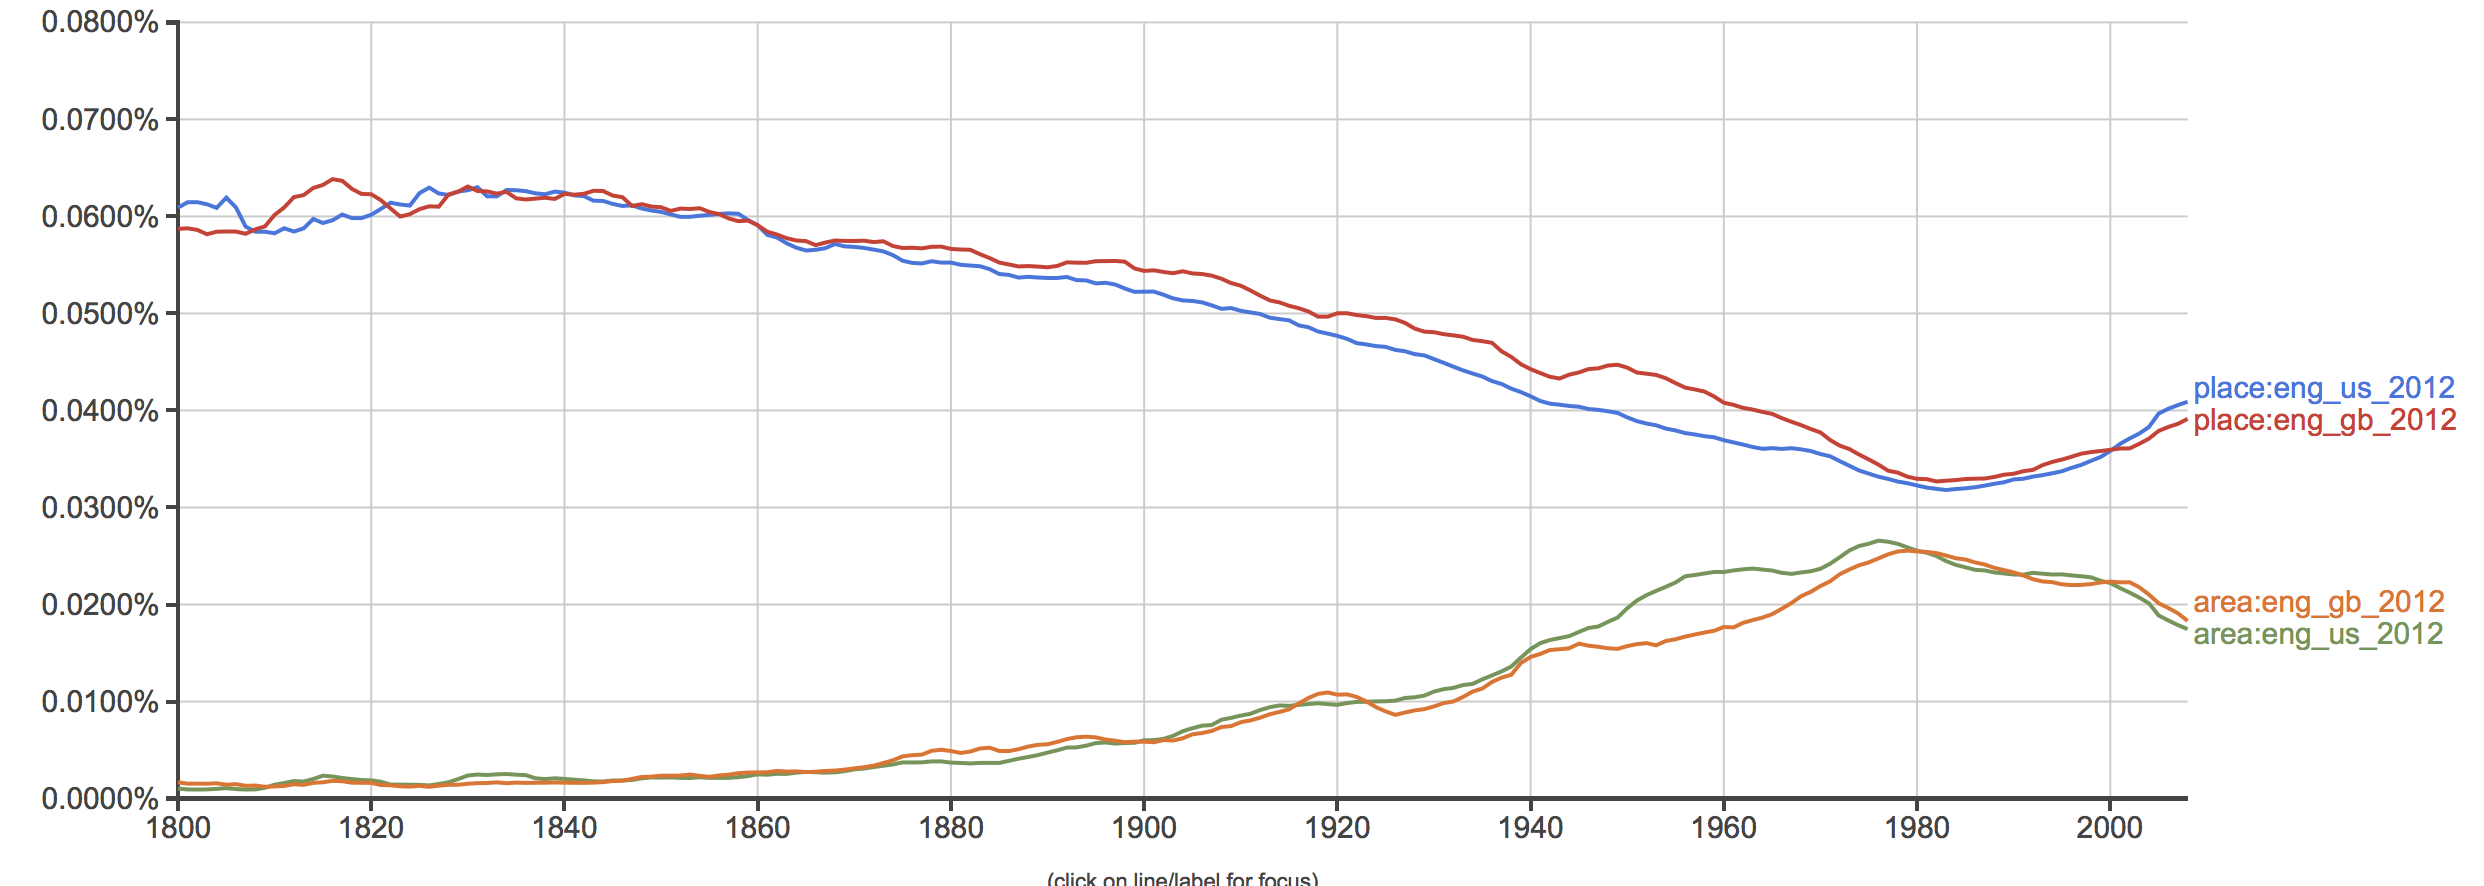 0.0800%
0.0700%
0.0600%
0.0500%
0.0400%
0.0300%
0.0200%
0.0100%
0.0000%
place:eng_us_2012
place:eng_gb_2012
area:eng_gb_2012
area:eng_us_2012
1800 1820 1840 1860 1880 1900 1920 1940 1960 1980 2000
(click on line/label for focus)